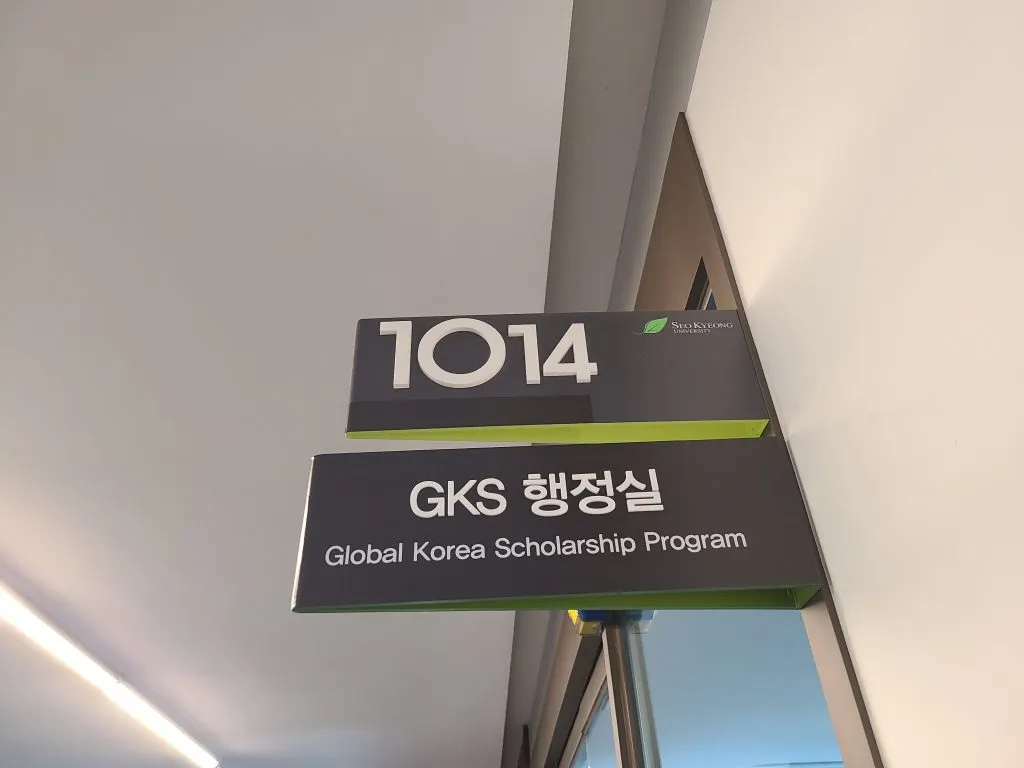 1014
SEO KYEONG
UNIVERSITY
GKS 행정실
Global Korea Scholarship Program